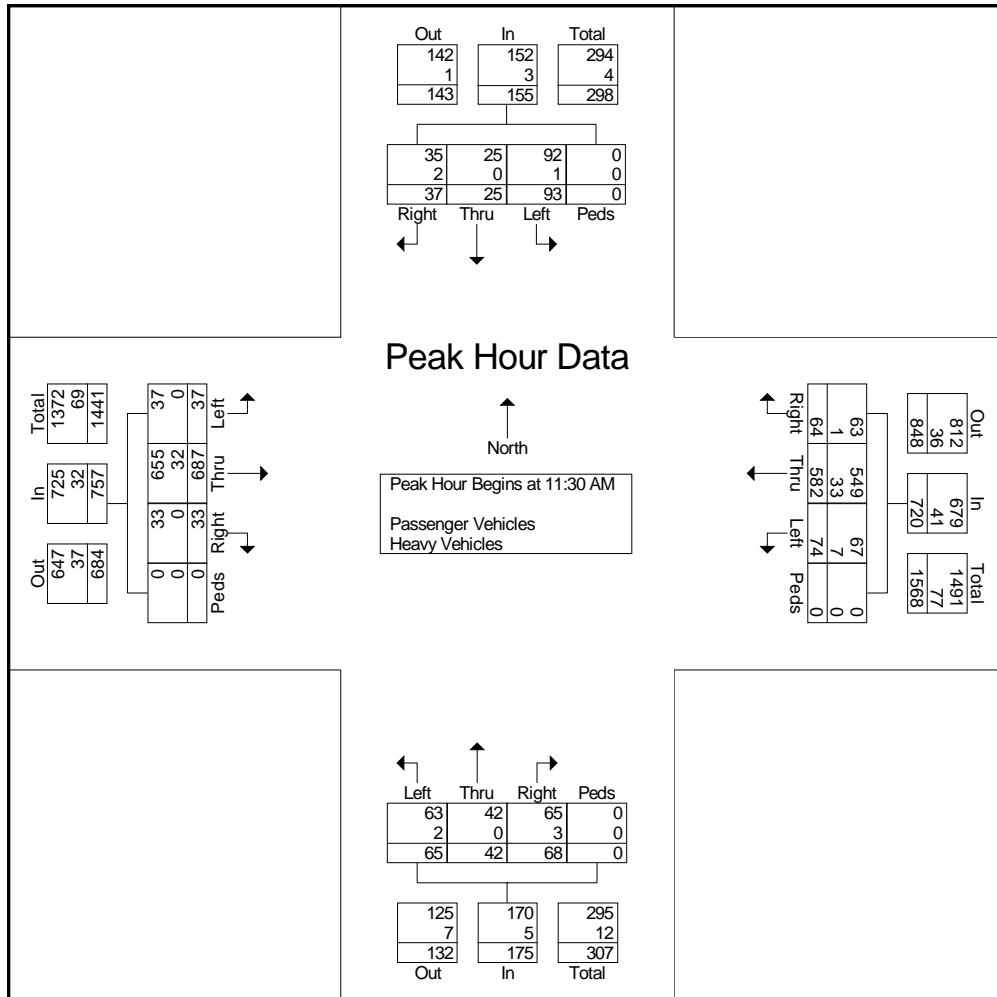 Out In Total
142 152 294
1 3 4
143 155 298
35 25 92 0
2 0 1 0
37 25 93 0
Right Thru Left Peds
Peak Hour Data
North
Peak Hour Begins at 11:30 AM
Passenger Vehicles
Heavy Vehicles
Out In Total
647 725 1372
37 32 69
684 757 1441
37 655 33 0
0 32 0 0
37 687 33 0
Left Thru Right Peds
Right Thru Left Peds
64 582 74 0
1 33 7 0
63 549 67 0
Out In Total
812 679 1491
36 41 77
848 720 1568
Left Thru Right Peds
63 42 65 0
2 0 3 0
65 42 68 0
125 170 295
7 5 12
132 175 307
Out In Total